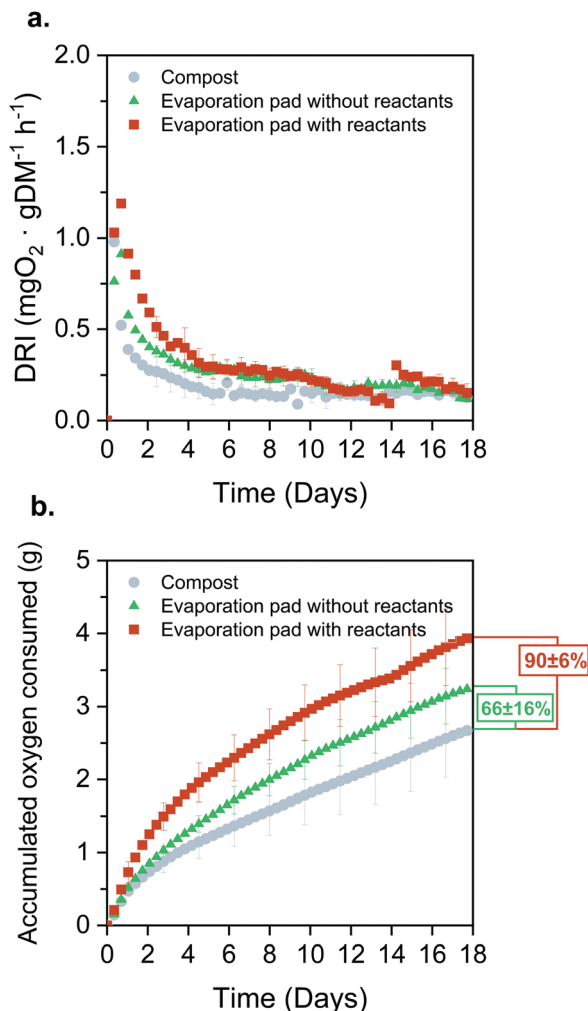 a.
2.0
1.5
1.0
0.5
0.0
DRI (mgO₂ · gDM⁻¹ h⁻¹)
Compost
Evaporation pad without reactants
Evaporation pad with reactants
0 2 4 6 8 10 12 14 16 18
Time (Days)
b.
5
4
3
2
1
0
Accumulated oxygen consumed (g)
Compost
Evaporation pad without reactants
Evaporation pad with reactants
90±6%
66±16%
0 2 4 6 8 10 12 14 16 18
Time (Days)